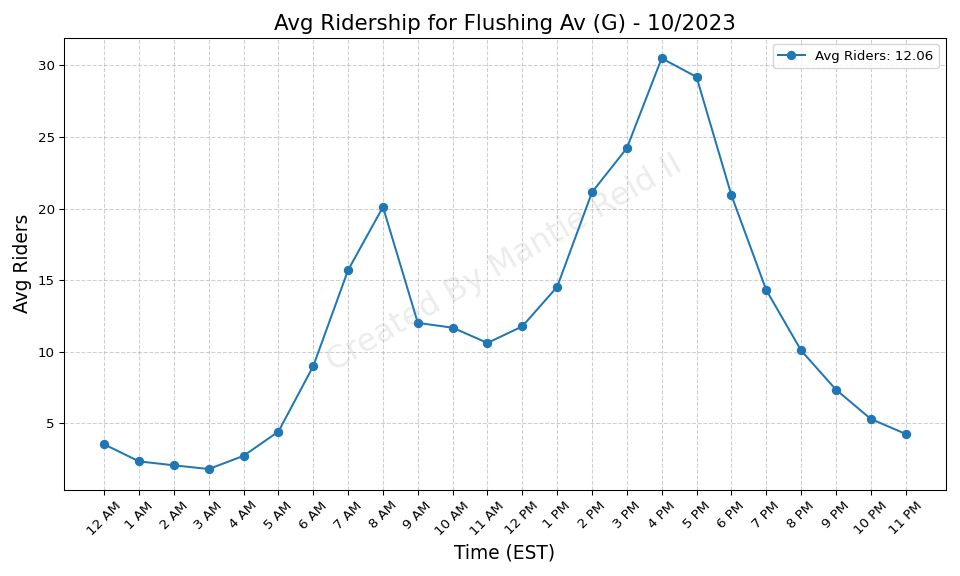 Avg Ridership for Flushing Av (G) - 10/2023
Avg Riders: 12.06
30
25
20
15
10
5
Avg Riders
Created By Mantle Reid II
12 AM
1 AM
2 AM
3 AM
4 AM
5 AM
6 AM
7 AM
8 AM
9 AM
10 AM
11 AM
12 PM
1 PM
2 PM
3 PM
4 PM
5 PM
6 PM
7 PM
8 PM
9 PM
10 PM
11 PM
Time (EST)